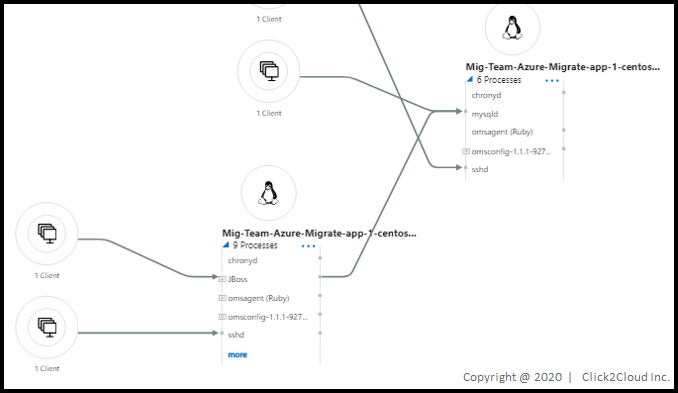 1 Client
1 Client
Mig-Team-Azure-Migrate-app-1-centos...
6 Processes
chronyd
mysqld
omsagent (Ruby)
omsconfig-1.1.1-927...
sshd
Mig-Team-Azure-Migrate-app-1-centos...
9 Processes
chronyd
JBoss
omsagent (Ruby)
omsconfig-1.1.1-927...
sshd
more
1 Client
1 Client
Copyright @ 2020 | Click2Cloud Inc.